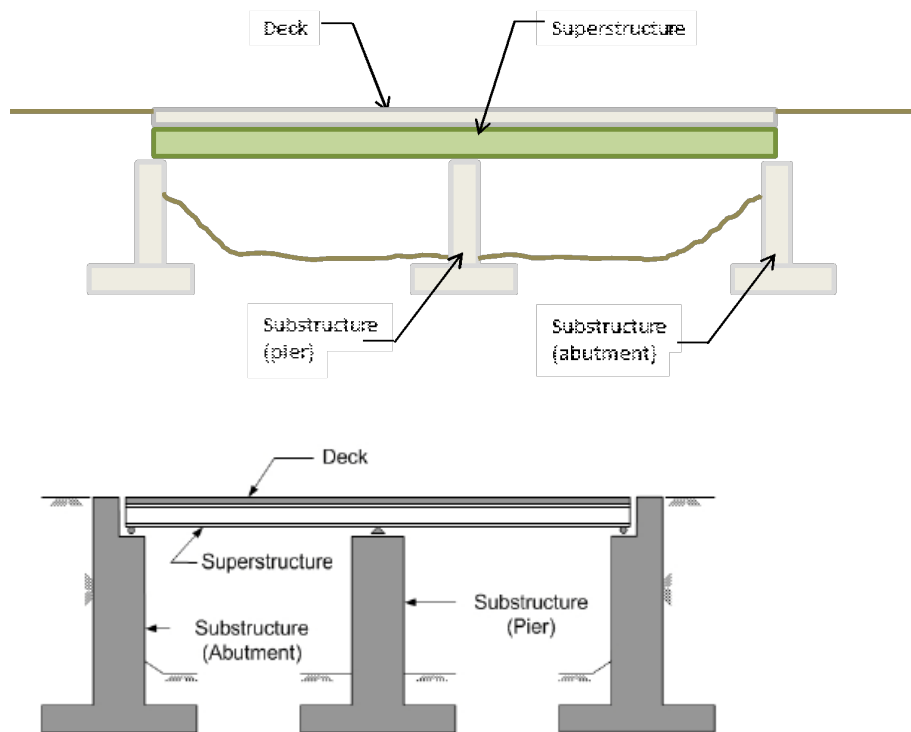 Deck
Superstructure
Substructure
(pier)
Substructure
(abutment)
Deck
Superstructure
Substructure
(Abutment)
Substructure
(Pier)